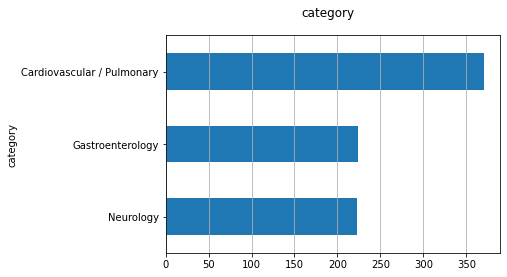 category
Cardiovascular / Pulmonary
Gastroenterology
Neurology
category
0 50 100 150 200 250 300 350